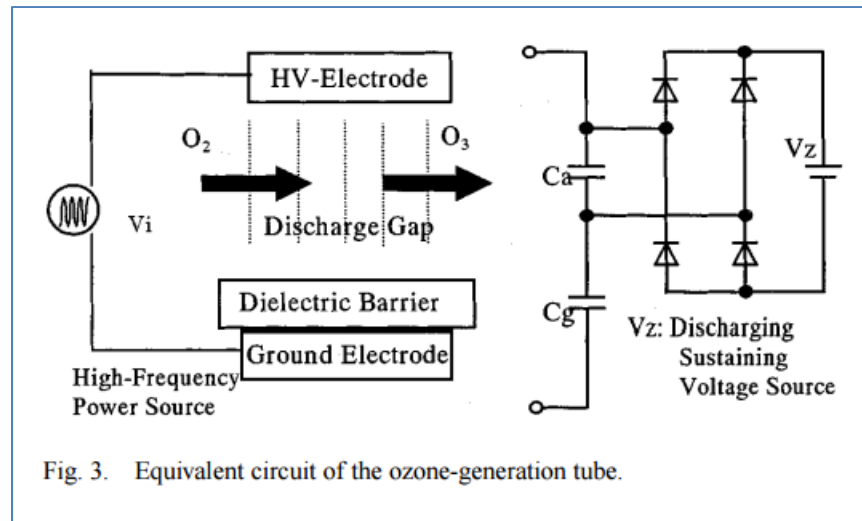 HV-Electrode
O2
O3
Vi
Discharge Gap
Dielectric Barrier
Ground Electrode
High-Frequency
Power Source
Ca
Cg
Vz
Vz: Discharging
Sustaining
Voltage Source
Fig. 3. Equivalent circuit of the ozone-generation tube.